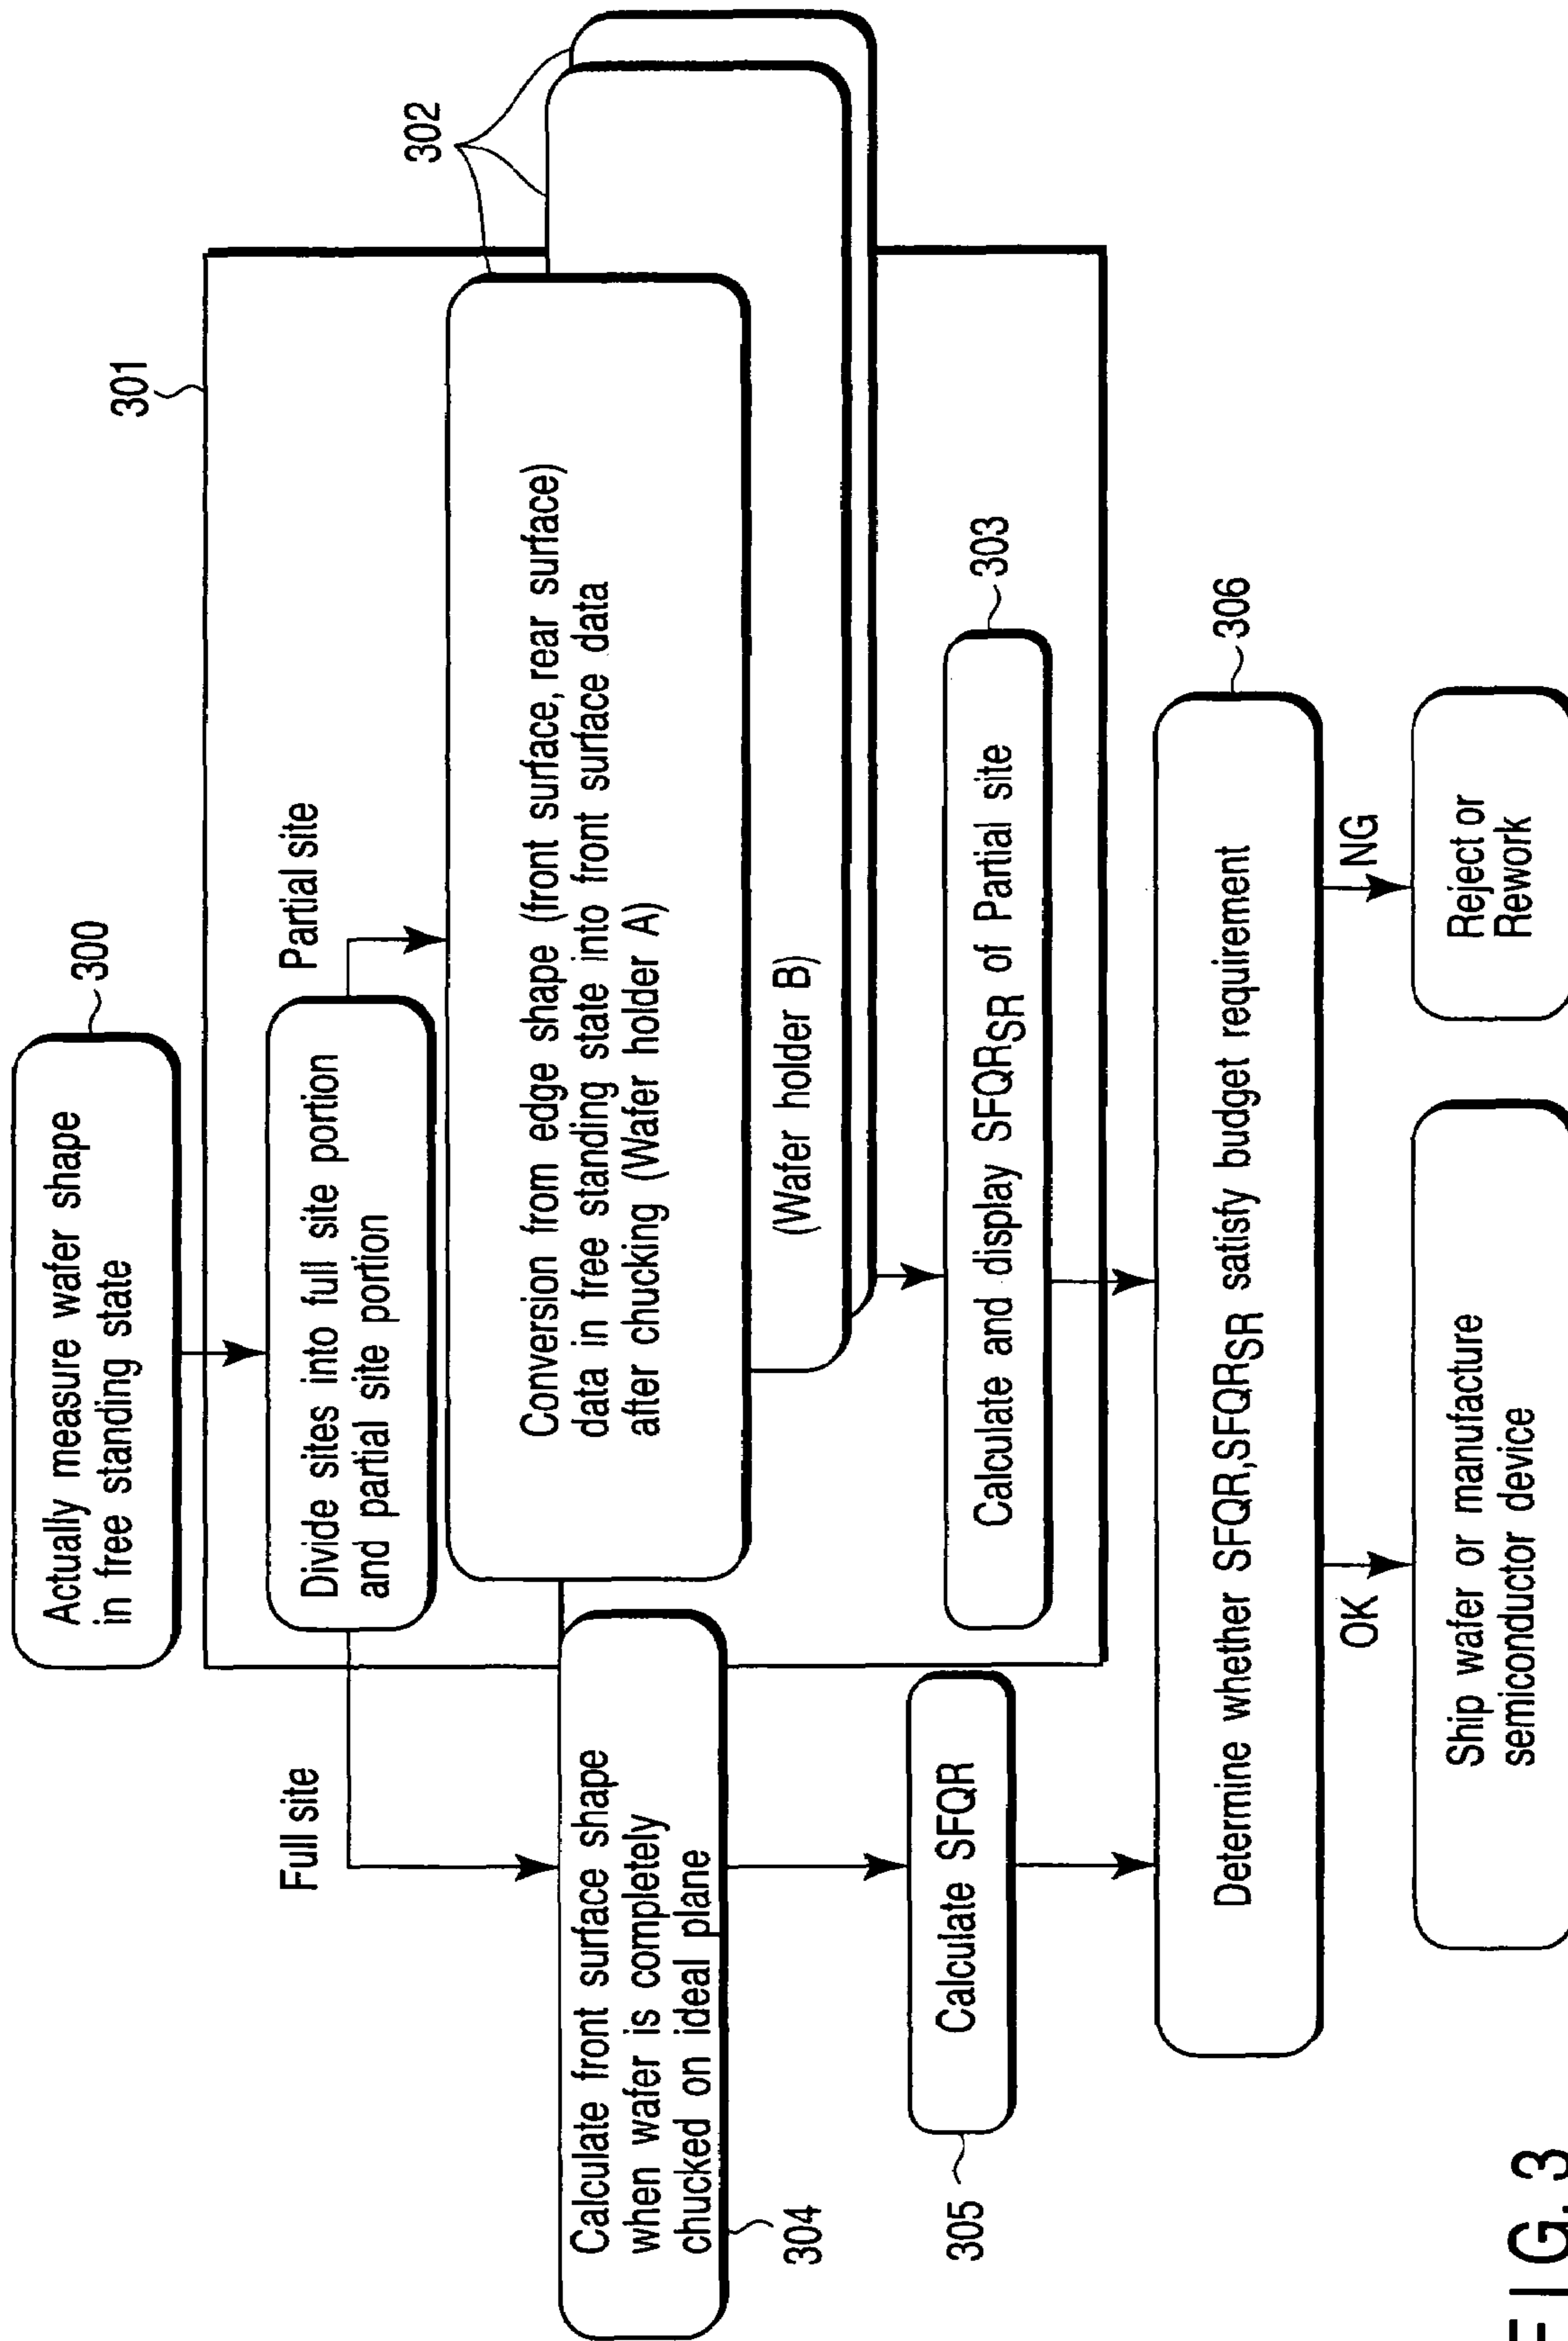 Actually measure wafer shape
in free standing state
300
301
Divide sites into full site portion
and partial site portion
Full site
Partial site
302
Conversion from edge shape (front surface, rear surface)
data in free standing state into front surface data
after chucking (Wafer holder A)
(Wafer holder B)
Calculate front surface shape
when wafer is completely
chucked on ideal plane
304
Calculate and display SFQRSR of Partial site
303
Calculate SFQR
305
Determine whether SFQR,SFQRSR satisfy budget requirement
306
OK
NG
Ship wafer or manufacture
semiconductor device
Reject or
Rework
FIG. 3